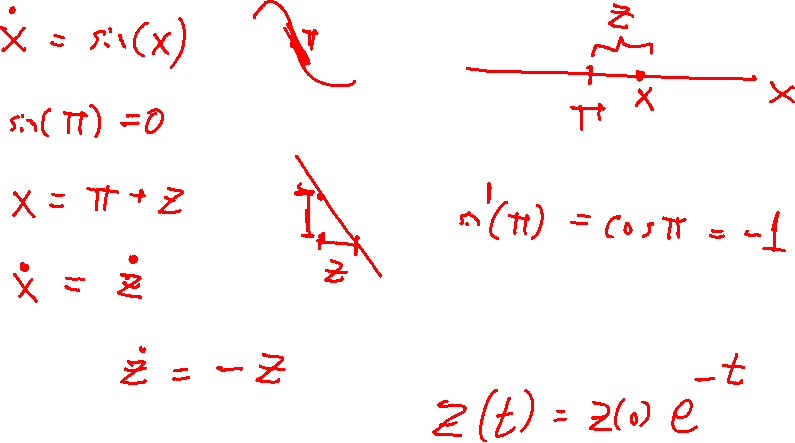 ẋ = sin(x)
π
z
π x x
sin(π) = 0
x = π + z
z
sin'(π) = cos π = -1
ẋ = ż
ż = -z
z(t) = z(0) e^{-t}